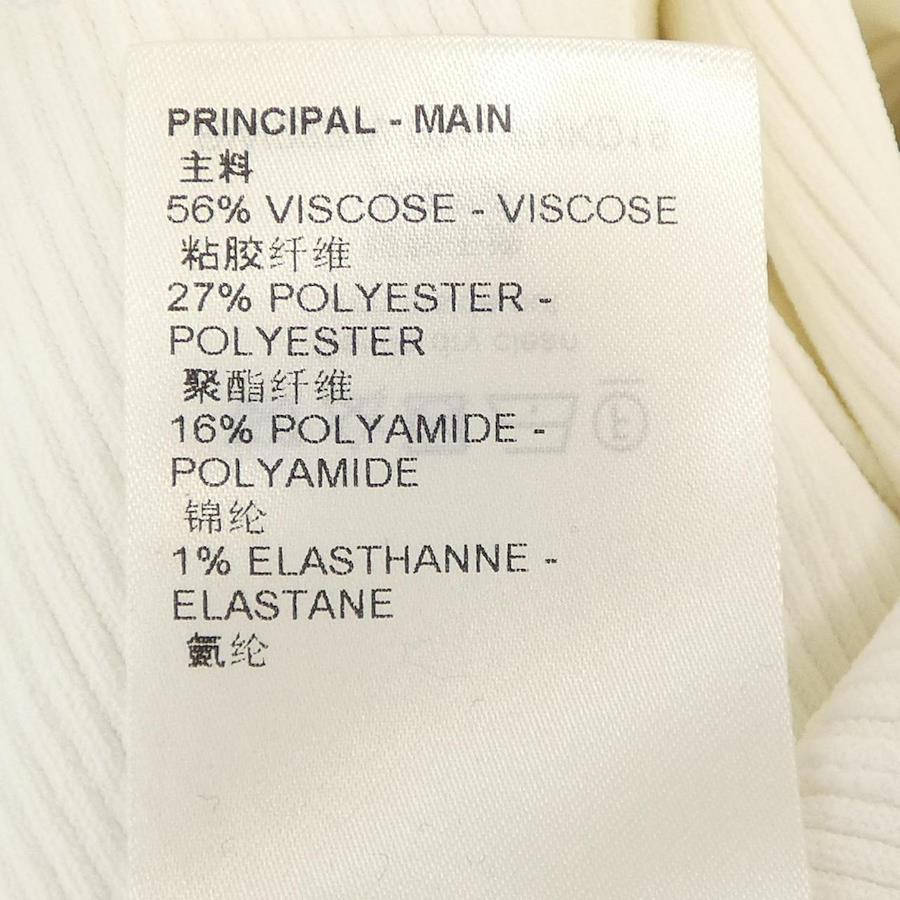 PRINCIPAL - MAIN
主料
56% VISCOSE - VISCOSE
粘胶纤维
27% POLYESTER -
POLYESTER
聚酯纤维
16% POLYAMIDE -
POLYAMIDE
锦纶
1% ELASTHANNE -
ELASTANE
氨纶